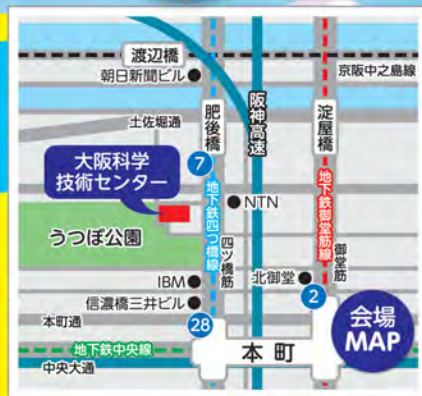 渡辺橋
朝日新聞ビル
京阪中之島線
土佐堀通
肥後橋
阪神高速
淀屋橋
大阪科学
技術センター
7
地下鉄四つ橋線
地下鉄御堂筋線
NTN
うつぼ公園
四ツ橋筋
御堂筋
IBM
北御堂
2
信濃橋三井ビル
会場
MAP
本町通
28
本町
地下鉄中央線
中央大通